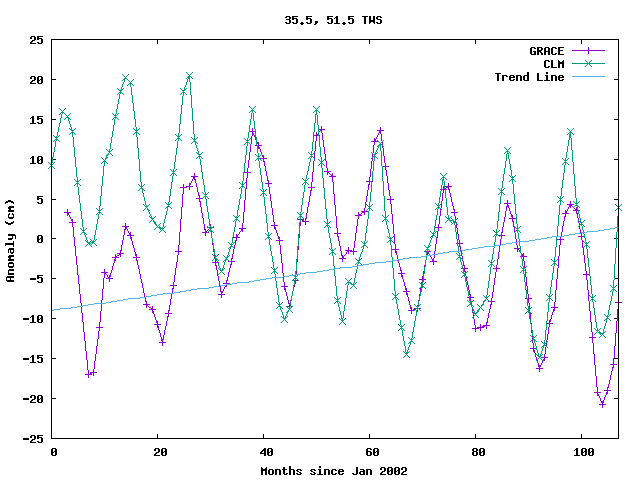 35.5, 51.5 TWS
GRACE
CLM
Trend Line
Anomaly (cm)
25
20
15
10
5
0
-5
-10
-15
-20
-25
0 20 40 60 80 100
Months since Jan 2002